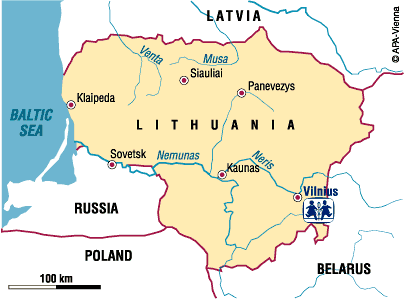 LATVIA
© APA-Vienna
Venta
Musa
Siauliai
Panevezys
Klaipeda
BALTIC
SEA
LITHUANIA
Sovetsk
Nemunas
Kaunas
Neris
Vilnius
RUSSIA
POLAND
BELARUS
100 km